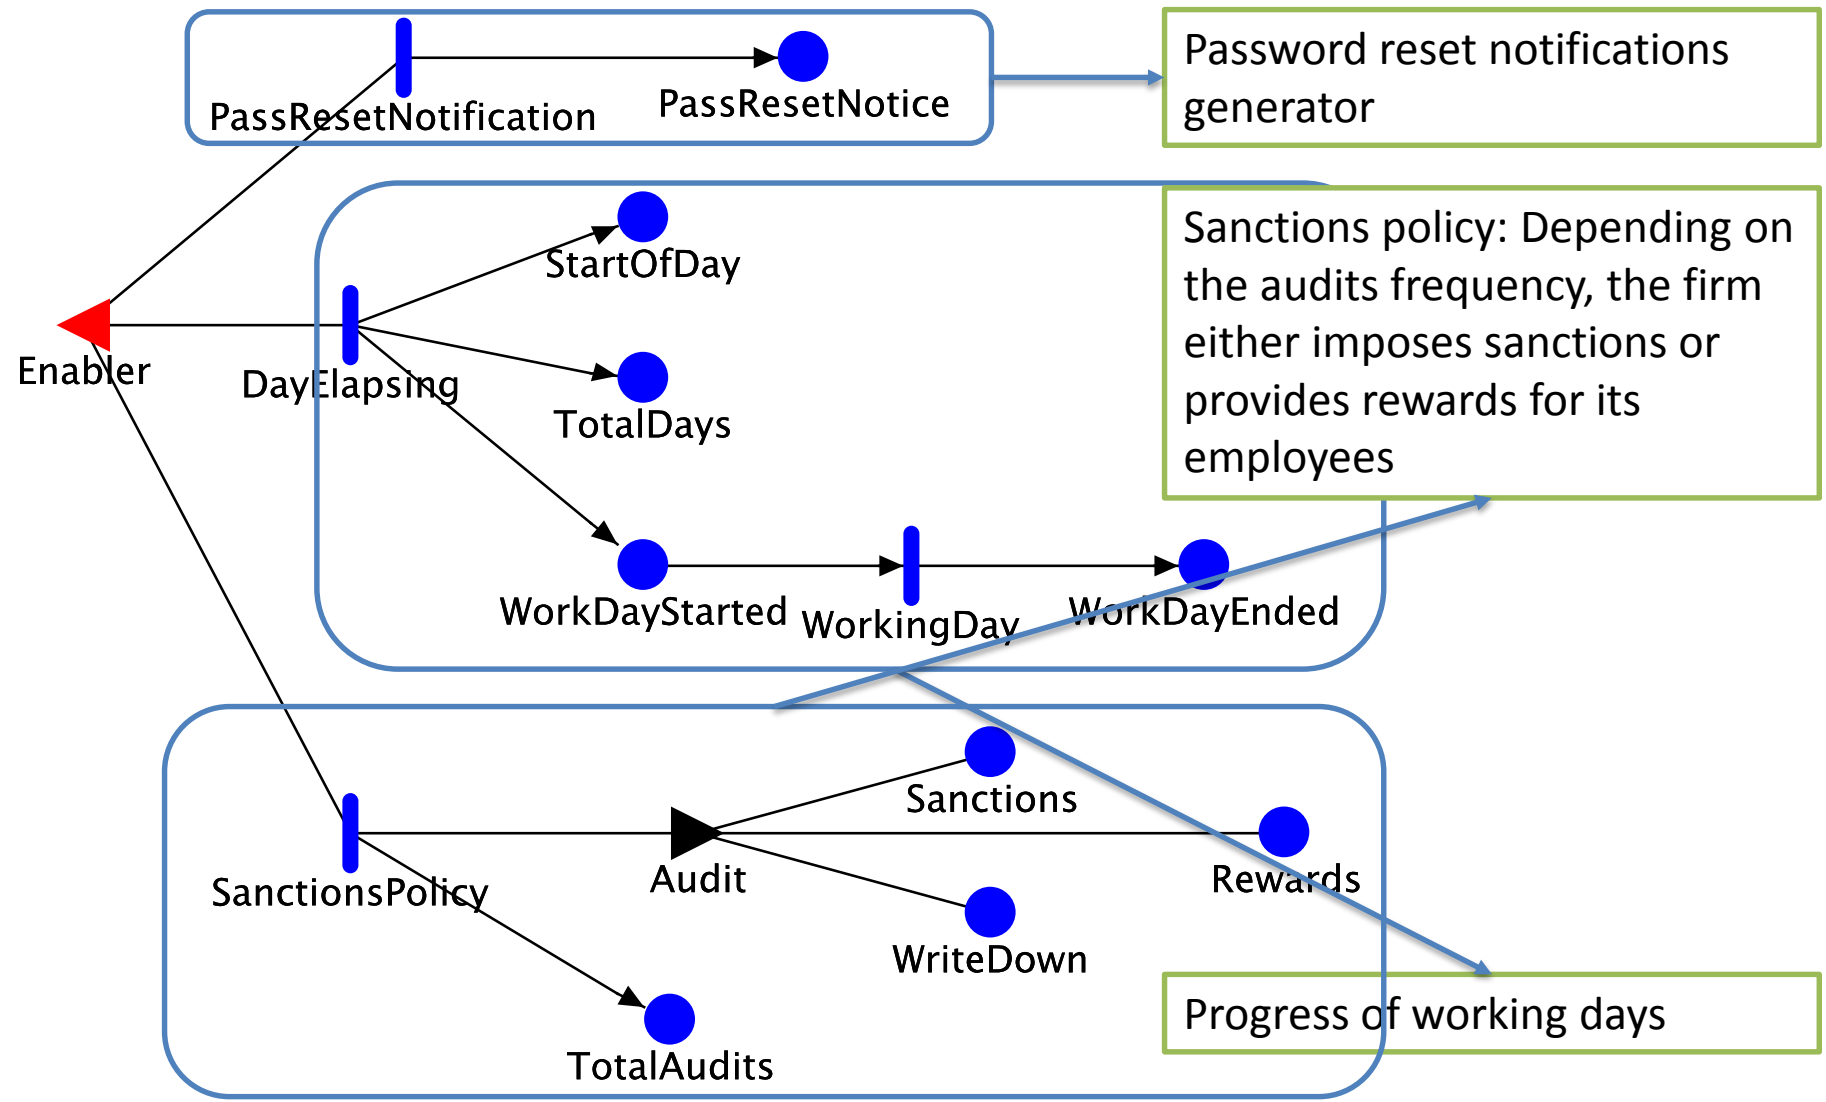 PassResetNotification
PassResetNotice
Password reset notifications
generator
StartOfDay
Enabler
DayElapsing
TotalDays
WorkDayStarted
WorkingDay
WorkDayEnded
Sanctions policy: Depending on
the audits frequency, the firm
either imposes sanctions or
provides rewards for its
employees
Sanctions
SanctionsPolicy
Audit
Rewards
WriteDown
TotalAudits
Progress of working days